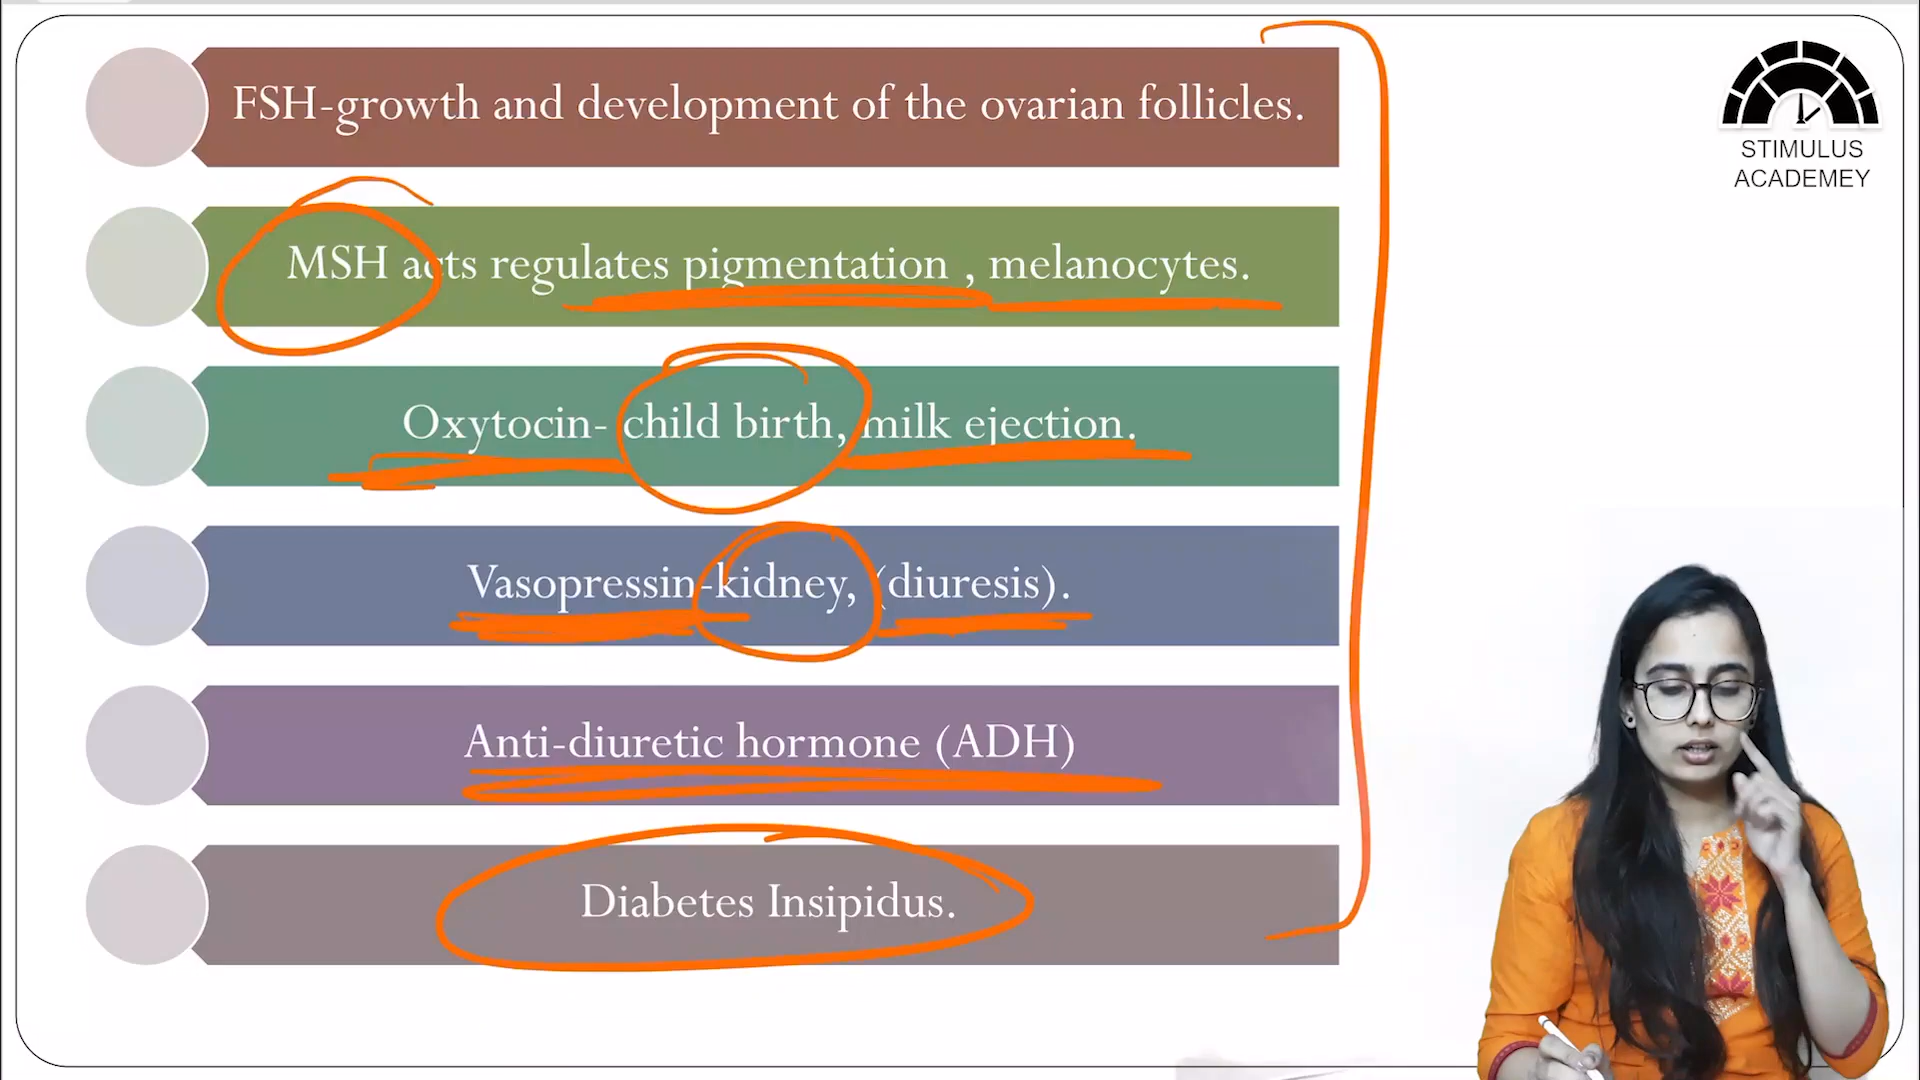 FSH-growth and development of the ovarian follicles.
MSH acts regulates pigmentation , melanocytes.
Oxytocin- child birth, milk ejection.
Vasopressin-kidney, (diuresis).
Anti-diuretic hormone (ADH)
Diabetes Insipidus.
STIMULUS
ACADEMEY